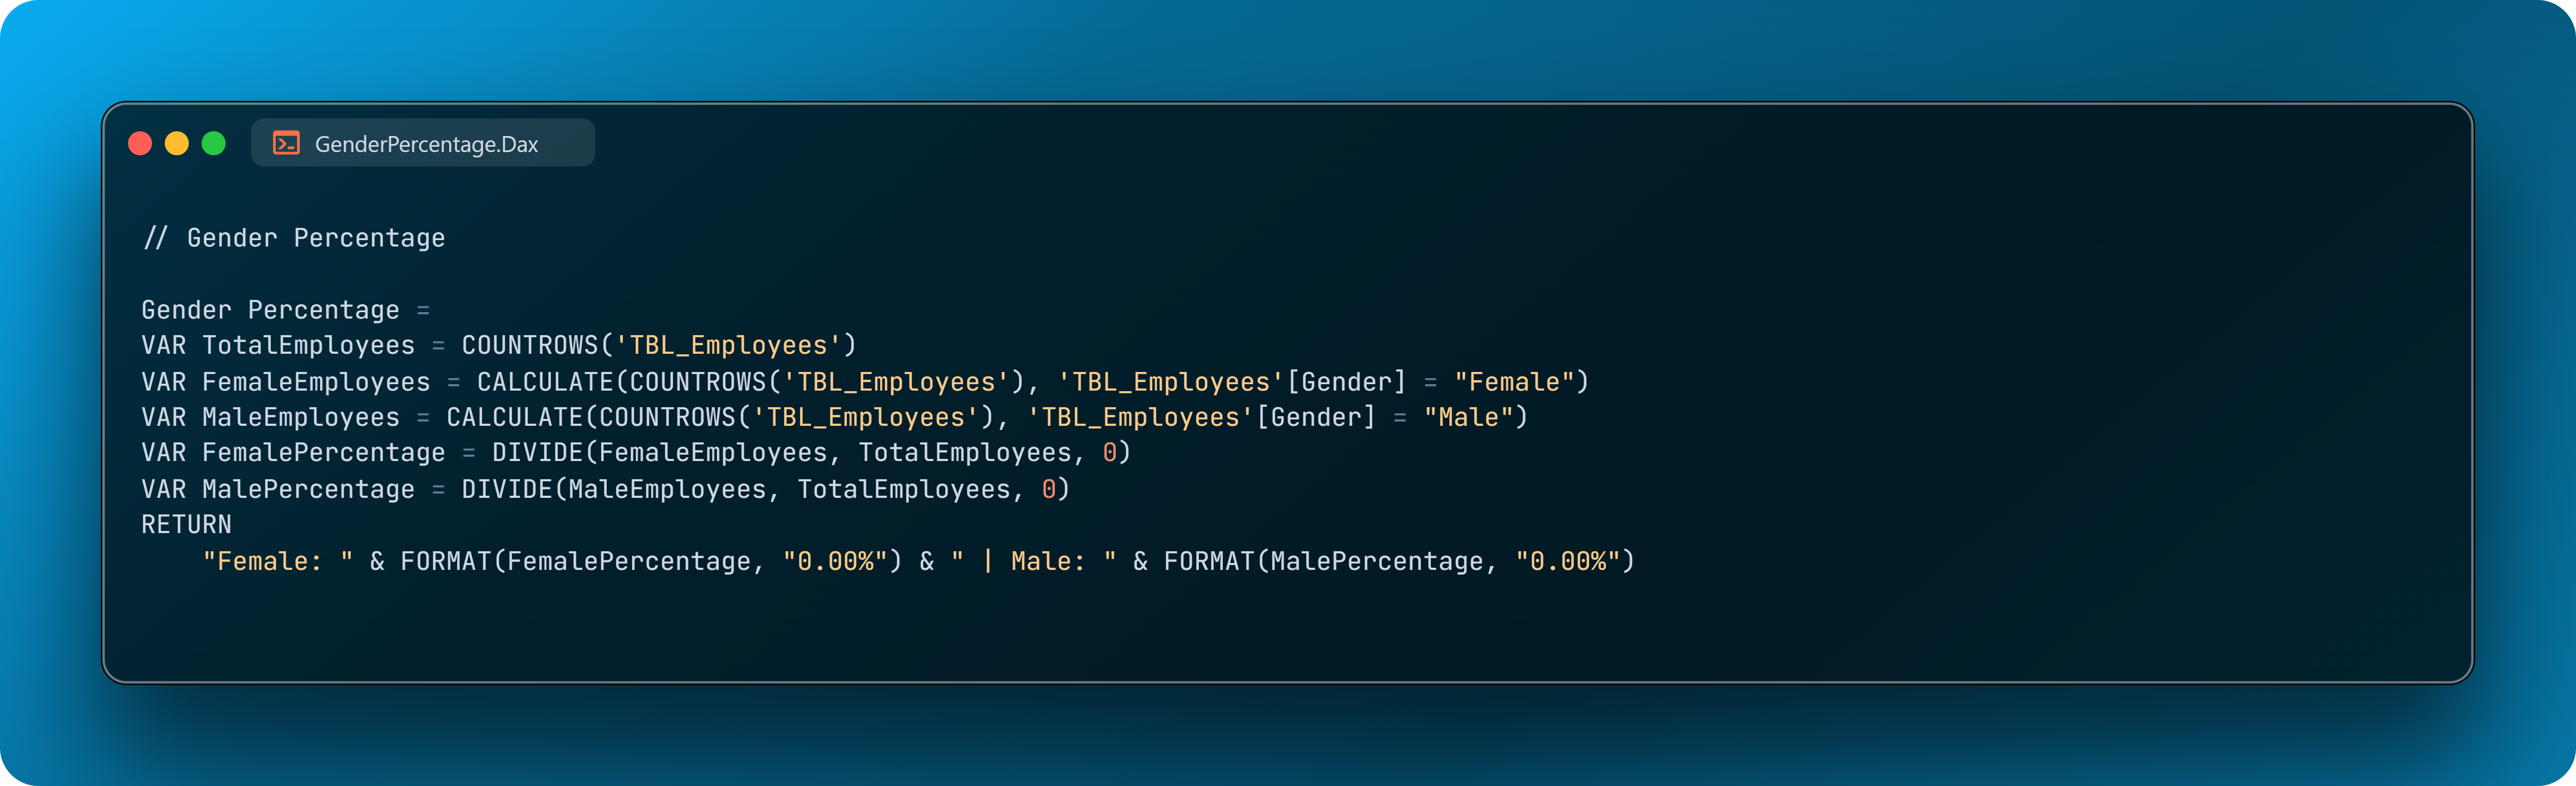 GenderPercentage.Dax
// Gender Percentage
Gender Percentage =
VAR TotalEmployees = COUNTROWS('TBL_Employees')
VAR FemaleEmployees = CALCULATE(COUNTROWS('TBL_Employees'), 'TBL_Employees'[Gender] = "Female")
VAR MaleEmployees = CALCULATE(COUNTROWS('TBL_Employees'), 'TBL_Employees'[Gender] = "Male")
VAR FemalePercentage = DIVIDE(FemaleEmployees, TotalEmployees, 0)
VAR MalePercentage = DIVIDE(MaleEmployees, TotalEmployees, 0)
RETURN
    "Female: " & FORMAT(FemalePercentage, "0.00%") & " | Male: " & FORMAT(MalePercentage, "0.00%")